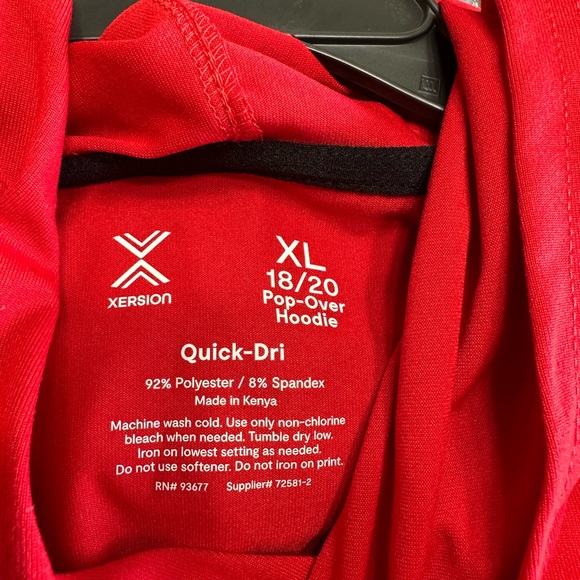 XERSION
XL
18/20
Pop-Over
Hoodie
Quick-Dri
92% Polyester / 8% Spandex
Made in Kenya
Machine wash cold. Use only non-chlorine
bleach when needed. Tumble dry low.
Iron on lowest setting as needed.
Do not use softener. Do not iron on print.
RN# 93677 Supplier# 72581-2